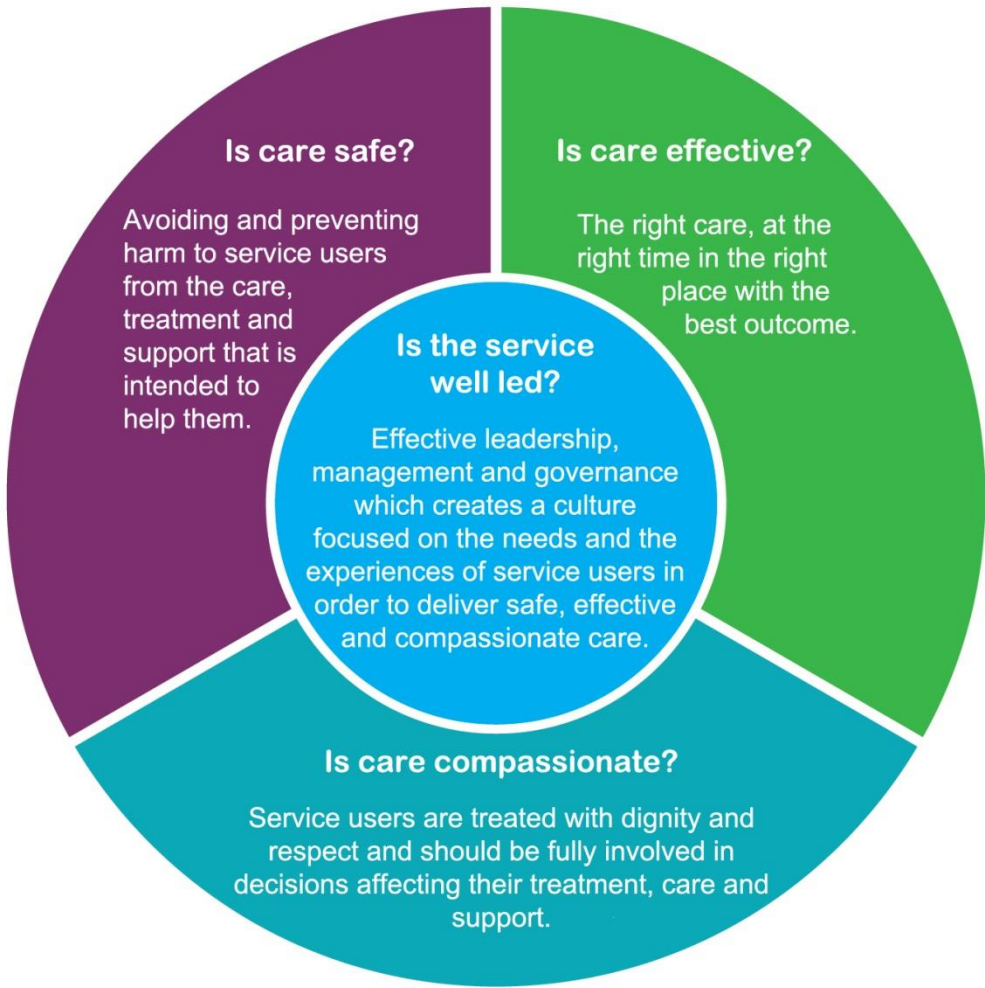 Is care safe?
Avoiding and preventing
harm to service users
from the care,
treatment and
support that is
intended to
help them.
Is care effective?
The right care, at the
right time in the right
place with the
best outcome.
Is the service
well led?
Effective leadership,
management and governance
which creates a culture
focused on the needs and the
experiences of service users in
order to deliver safe, effective
and compassionate care.
Is care compassionate?
Service users are treated with dignity and
respect and should be fully involved in
decisions affecting their treatment, care and
support.